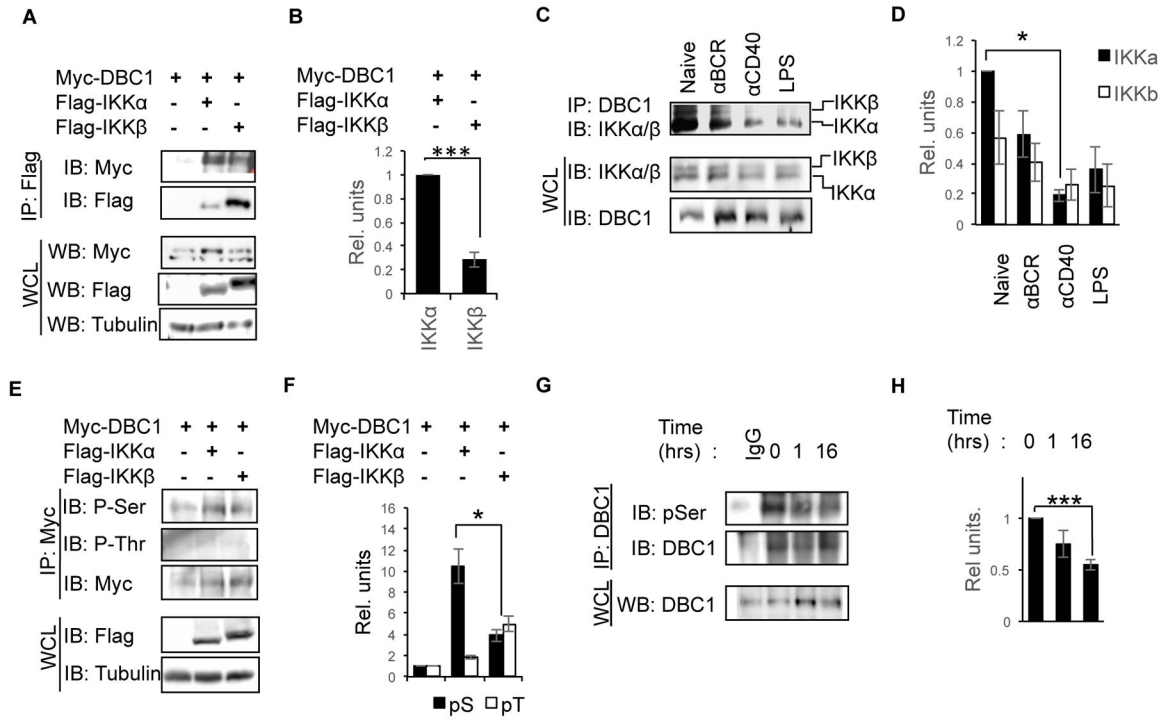 A
Myc-DBC1 + + +
Flag-IKKα - + -
Flag-IKKβ - - +
IP: Flag
IB: Myc
IB: Flag
WCL
WB: Myc
WB: Flag
WB: Tubulin
B
Myc-DBC1 + +
Flag-IKKα +
Flag-IKKβ - +
***
Rel. units
1.2
1
0.8
0.6
0.4
0.2
0
IKKα
IKKβ
C
Naive
αBCR
αCD40
LPS
IP: DBC1
IB: IKKα/β
IKKβ
IKKα
WCL
IB: IKKα/β
IKKβ
IKKα
IB: DBC1
D
*
IKKa
IKKb
Rel. units
1.2
1
0.8
0.6
0.4
0.2
0
Naive
αBCR
αCD40
LPS
E
Myc-DBC1 + + +
Flag-IKKα - + -
Flag-IKKβ - - +
IP: Myc
IB: P-Ser
IB: P-Thr
IB: Myc
WCL
IB: Flag
IB: Tubulin
F
Myc-DBC1 + + +
Flag-IKKα - + -
Flag-IKKβ - - +
*
Rel. units
16
14
12
10
8
6
4
2
0
pS pT
G
Time
(hrs) : IgG 0 1 16
IP: DBC1
IB: pSer
IB: DBC1
WCL
WB: DBC1
H
Time
(hrs) : 0 1 16
***
Rel units.
1
0.5
0